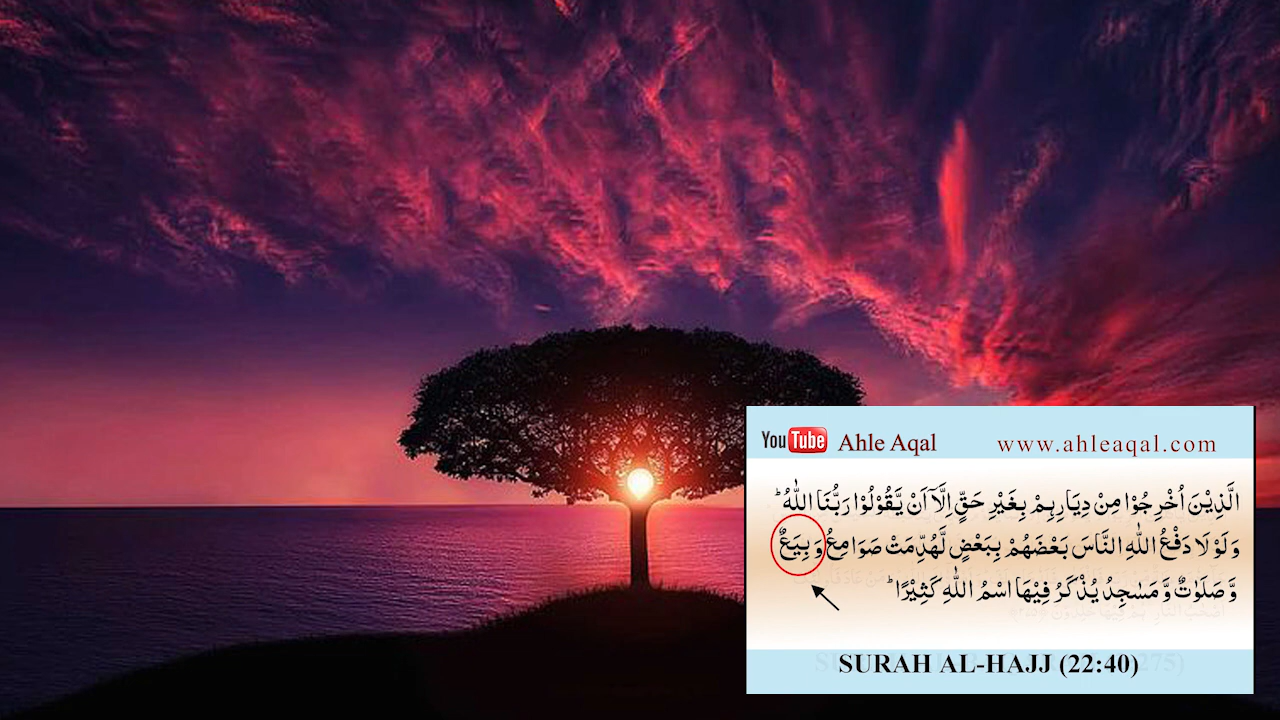 YouTube Ahle Aqal www.ahleaqal.com
الَّذِيْنَ اُخْرِجُوْا مِنْ دِيَارِهِمْ بِغَيْرِ حَقٍّ اِلَّآ اَنْ يَّقُوْلُوْا رَبُّنَا اللّٰهُ ؕ
وَلَوْ لَا دَفْعُ اللّٰهِ النَّاسَ بَعْضَهُمْ بِبَعْضٍ لَّهُدِّمَتْ صَوَامِعُ وَ بِيَعٌ
وَّ صَلَوٰتٌ وَّ مَسٰجِدُ يُذْكَرُ فِيْهَا اسْمُ اللّٰهِ كَثِيْرًا ؕ
SURAH AL-HAJJ (22:40)